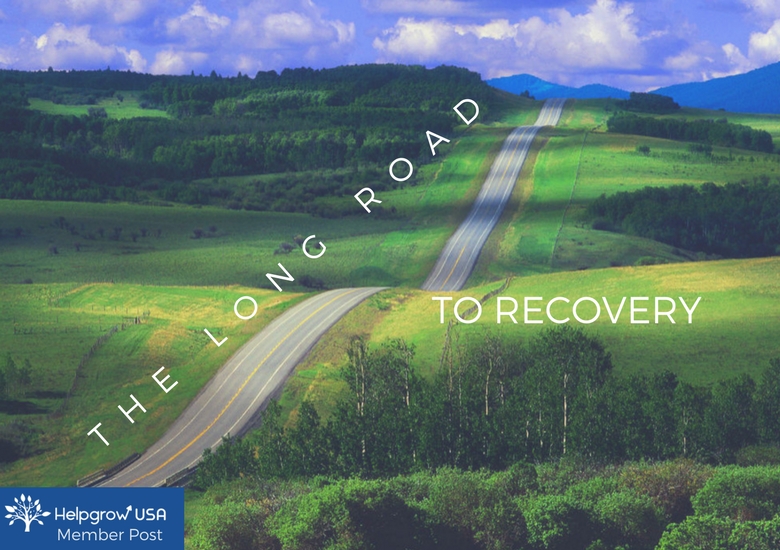 THE LONG ROAD
TO RECOVERY
Helpgrow USA
Member Post